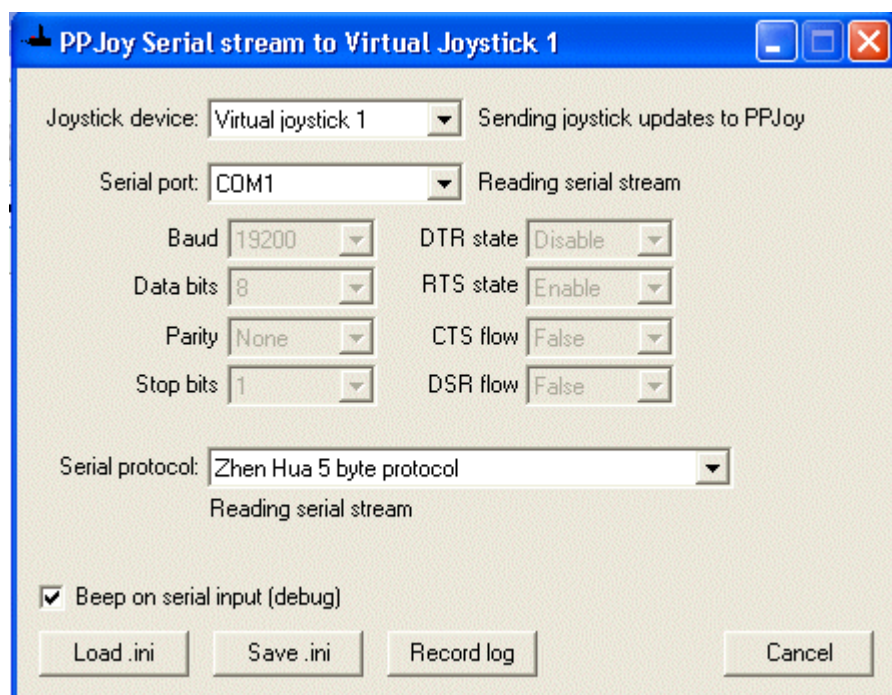 PPJoy Serial stream to Virtual Joystick 1
Joystick device: Virtual joystick 1 Sending joystick updates to PPJoy
Serial port: COM1 Reading serial stream
Baud 19200 DTR state Disable
Data bits 8 RTS state Enable
Parity None CTS flow False
Stop bits 1 DSR flow False
Serial protocol: Zhen Hua 5 byte protocol
Reading serial stream
Beep on serial input (debug)
Load .ini Save .ini Record log Cancel